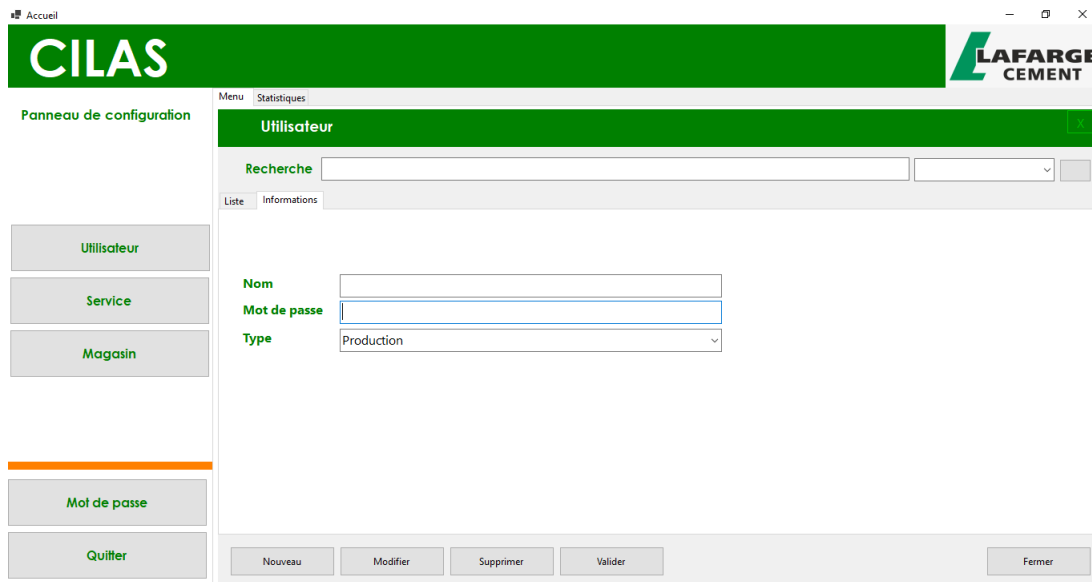 Accueil
CILAS
LAFARGE
CEMENT
Panneau de configuration
Menu Statistiques
Utilisateur X
Recherche
Liste Informations
Utilisateur
Service
Magasin
Nom
Mot de passe
Type Production
Mot de passe
Quitter
Nouveau Modifier Supprimer Valider Fermer